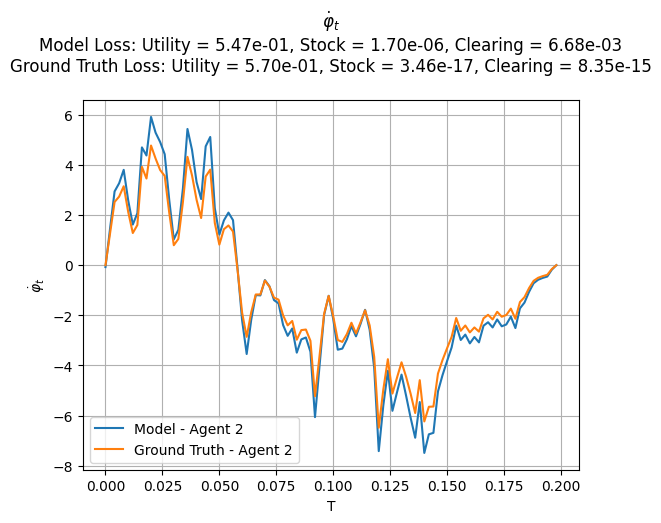 φ̇_t
Model Loss: Utility = 5.47e-01, Stock = 1.70e-06, Clearing = 6.68e-03
Ground Truth Loss: Utility = 5.70e-01, Stock = 3.46e-17, Clearing = 8.35e-15
6
4
2
0
−2
−4
−6
−8
φ̇_t
Model - Agent 2
Ground Truth - Agent 2
0.000 0.025 0.050 0.075 0.100 0.125 0.150 0.175 0.200
T